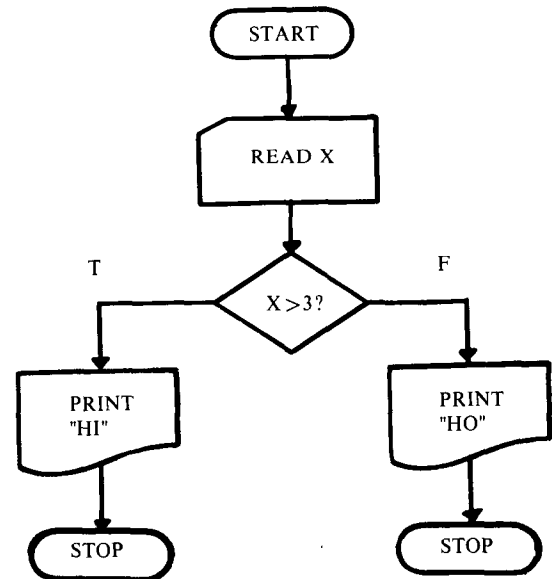 START
READ X
T
F
X>3?
PRINT
"HI"
PRINT
"HO"
STOP
STOP